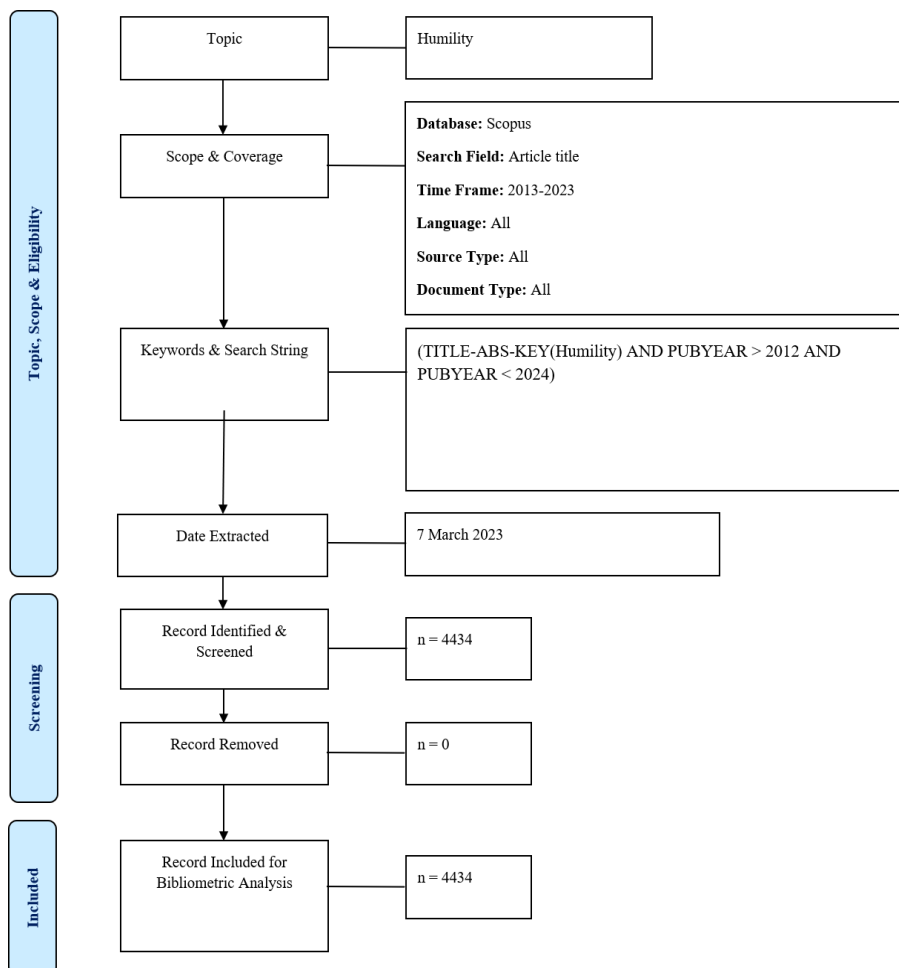 Topic, Scope & Eligibility
Topic
Humility
Scope & Coverage
Database: Scopus
Search Field: Article title
Time Frame: 2013-2023
Language: All
Source Type: All
Document Type: All
Keywords & Search String
(TITLE-ABS-KEY(Humility) AND PUBYEAR > 2012 AND
PUBYEAR < 2024)
Date Extracted
7 March 2023
Screening
Record Identified &
Screened
n = 4434
Record Removed
n = 0
Included
Record Included for
Bibliometric Analysis
n = 4434